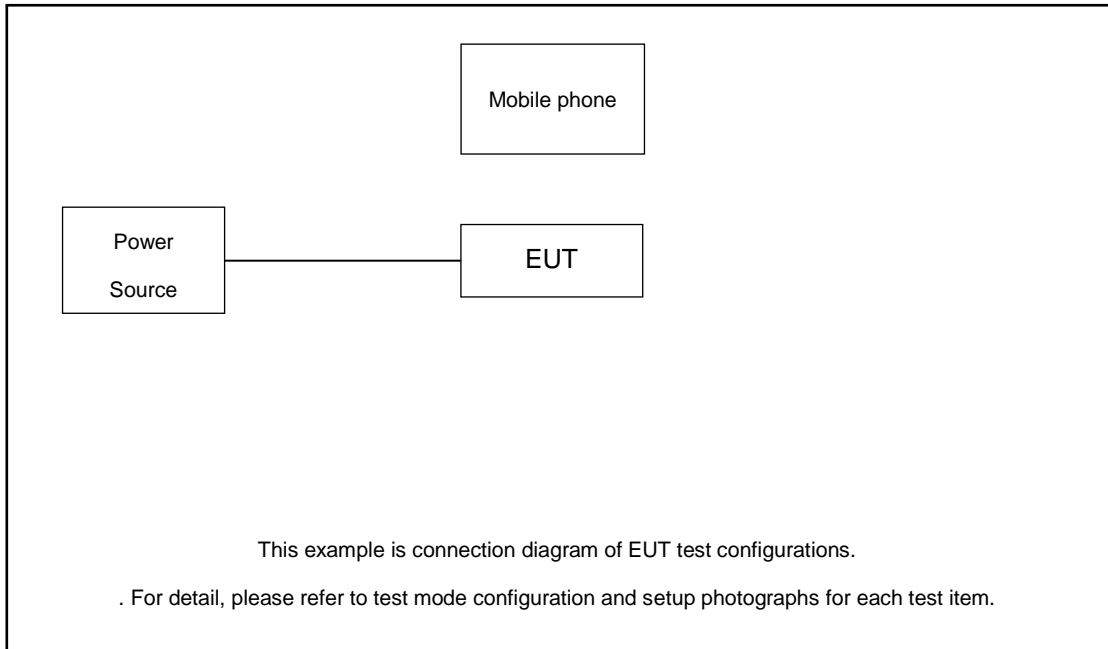 Mobile phone
Power
Source
EUT
This example is connection diagram of EUT test configurations.
. For detail, please refer to test mode configuration and setup photographs for each test item.